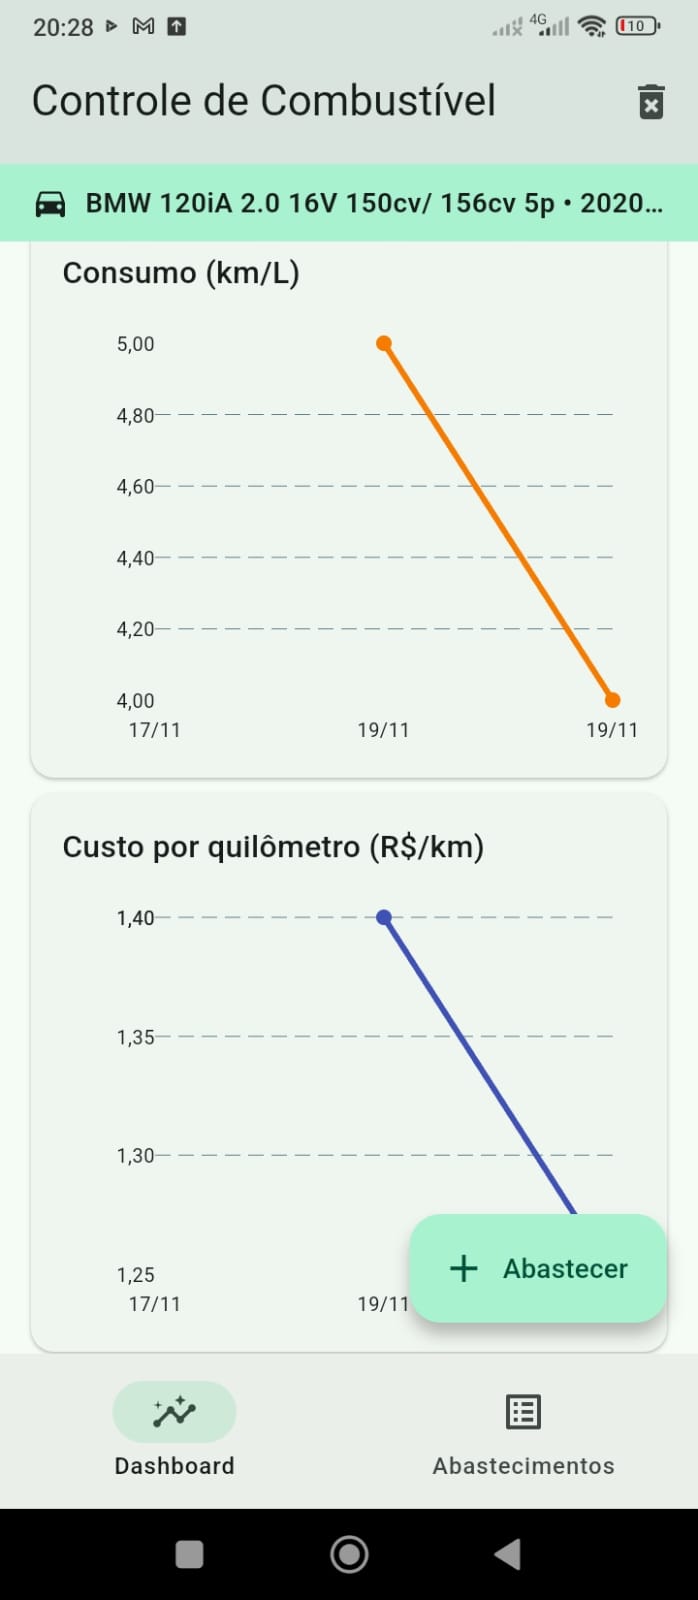 20:28
4G
10
Controle de Combustível
BMW 120iA 2.0 16V 150cv/ 156cv 5p • 2020...
Consumo (km/L)
5,00
4,80
4,60
4,40
4,20
4,00
17/11 19/11 19/11
Custo por quilômetro (R$/km)
1,40
1,35
1,30
1,25
17/11 19/11
+ Abastecer
Dashboard Abastecimentos